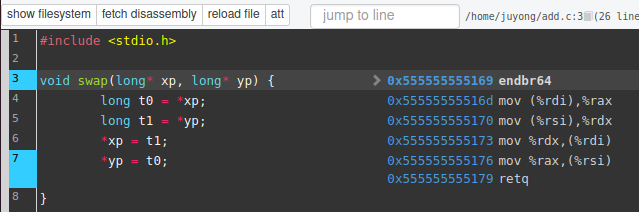 show filesystem fetch disassembly reload file att jump to line /home/juyong/add.c:3 (26 line
1 #include <stdio.h>
2
3 void swap(long* xp, long* yp) { 0x555555555169 endbr64
4 long t0 = *xp; 0x55555555516d mov (%rdi),%rax
5 long t1 = *yp; 0x555555555170 mov (%rsi),%rdx
6 *xp = t1; 0x555555555173 mov %rdx,(%rdi)
7 *yp = t0; 0x555555555176 mov %rax,(%rsi)
0x555555555179 retq
8 }